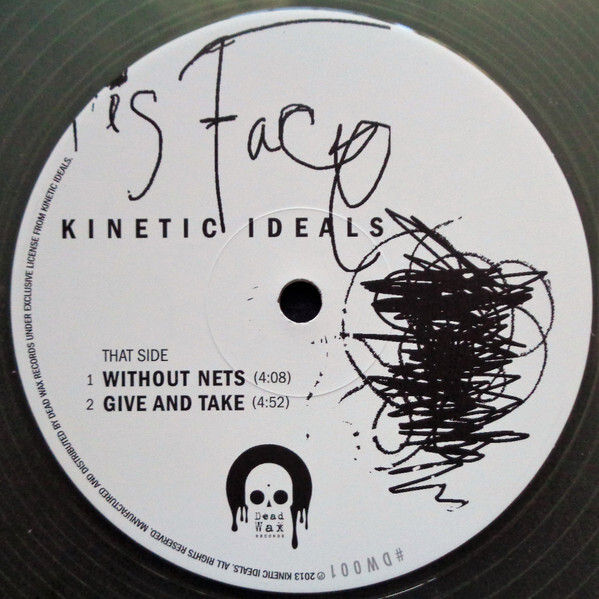 is Face
KINETIC IDEALS
THAT SIDE
1 WITHOUT NETS (4:08)
2 GIVE AND TAKE (4:52)
Dead
Wax
RECORDS
#DW001
℗ 2013 KINETIC IDEALS. ALL RIGHTS RESERVED. MANUFACTURED AND DISTRIBUTED BY DEAD WAX RECORDS UNDER EXCLUSIVE LICENSE FROM KINETIC IDEALS.